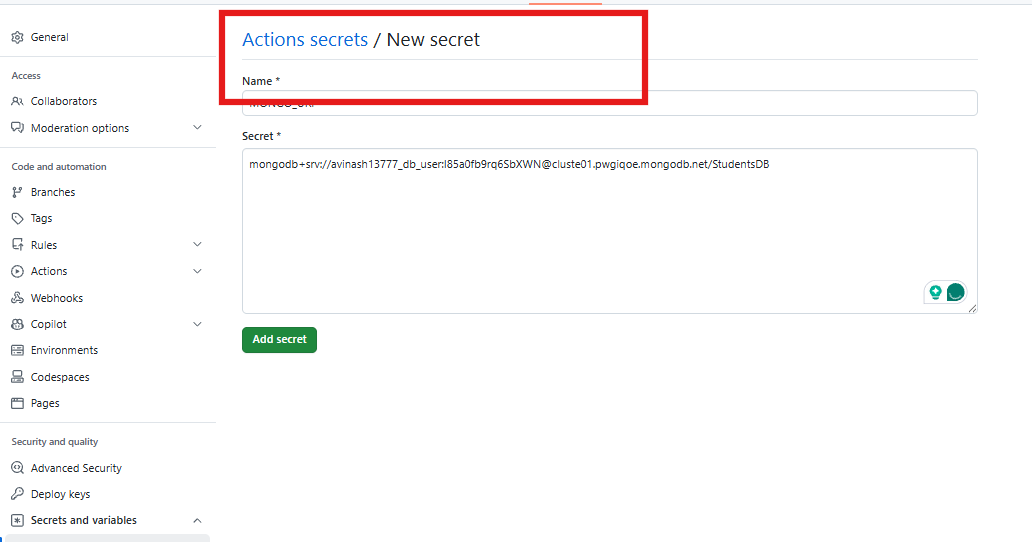 General
Access
Collaborators
Moderation options
Code and automation
Branches
Tags
Rules
Actions
Webhooks
Copilot
Environments
Codespaces
Pages
Security and quality
Advanced Security
Deploy keys
Secrets and variables
Actions secrets / New secret
Name *
Secret *
mongodb+srv://avinash13777_db_user:l85a0fb9rq6SbXWN@cluste01.pwgiqoe.mongodb.net/StudentsDB
Add secret